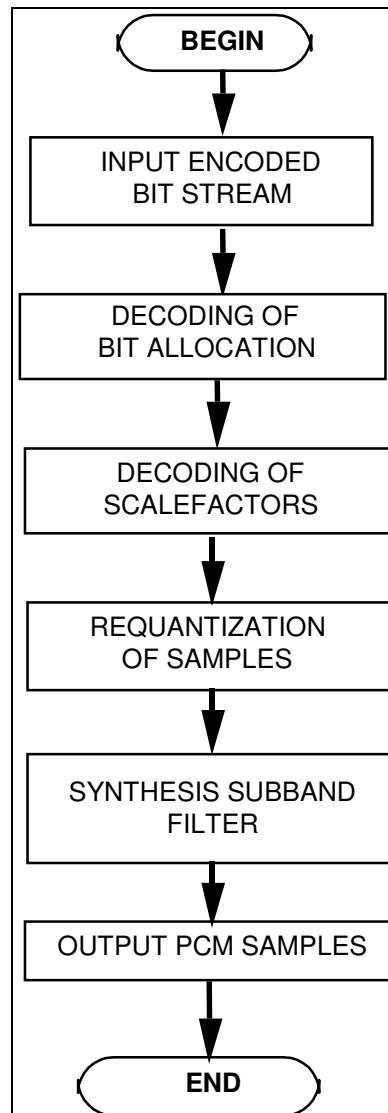 BEGIN
INPUT ENCODED
BIT STREAM
DECODING OF
BIT ALLOCATION
DECODING OF
SCALEFACTORS
REQUANTIZATION
OF SAMPLES
SYNTHESIS SUBBAND
FILTER
OUTPUT PCM SAMPLES
END